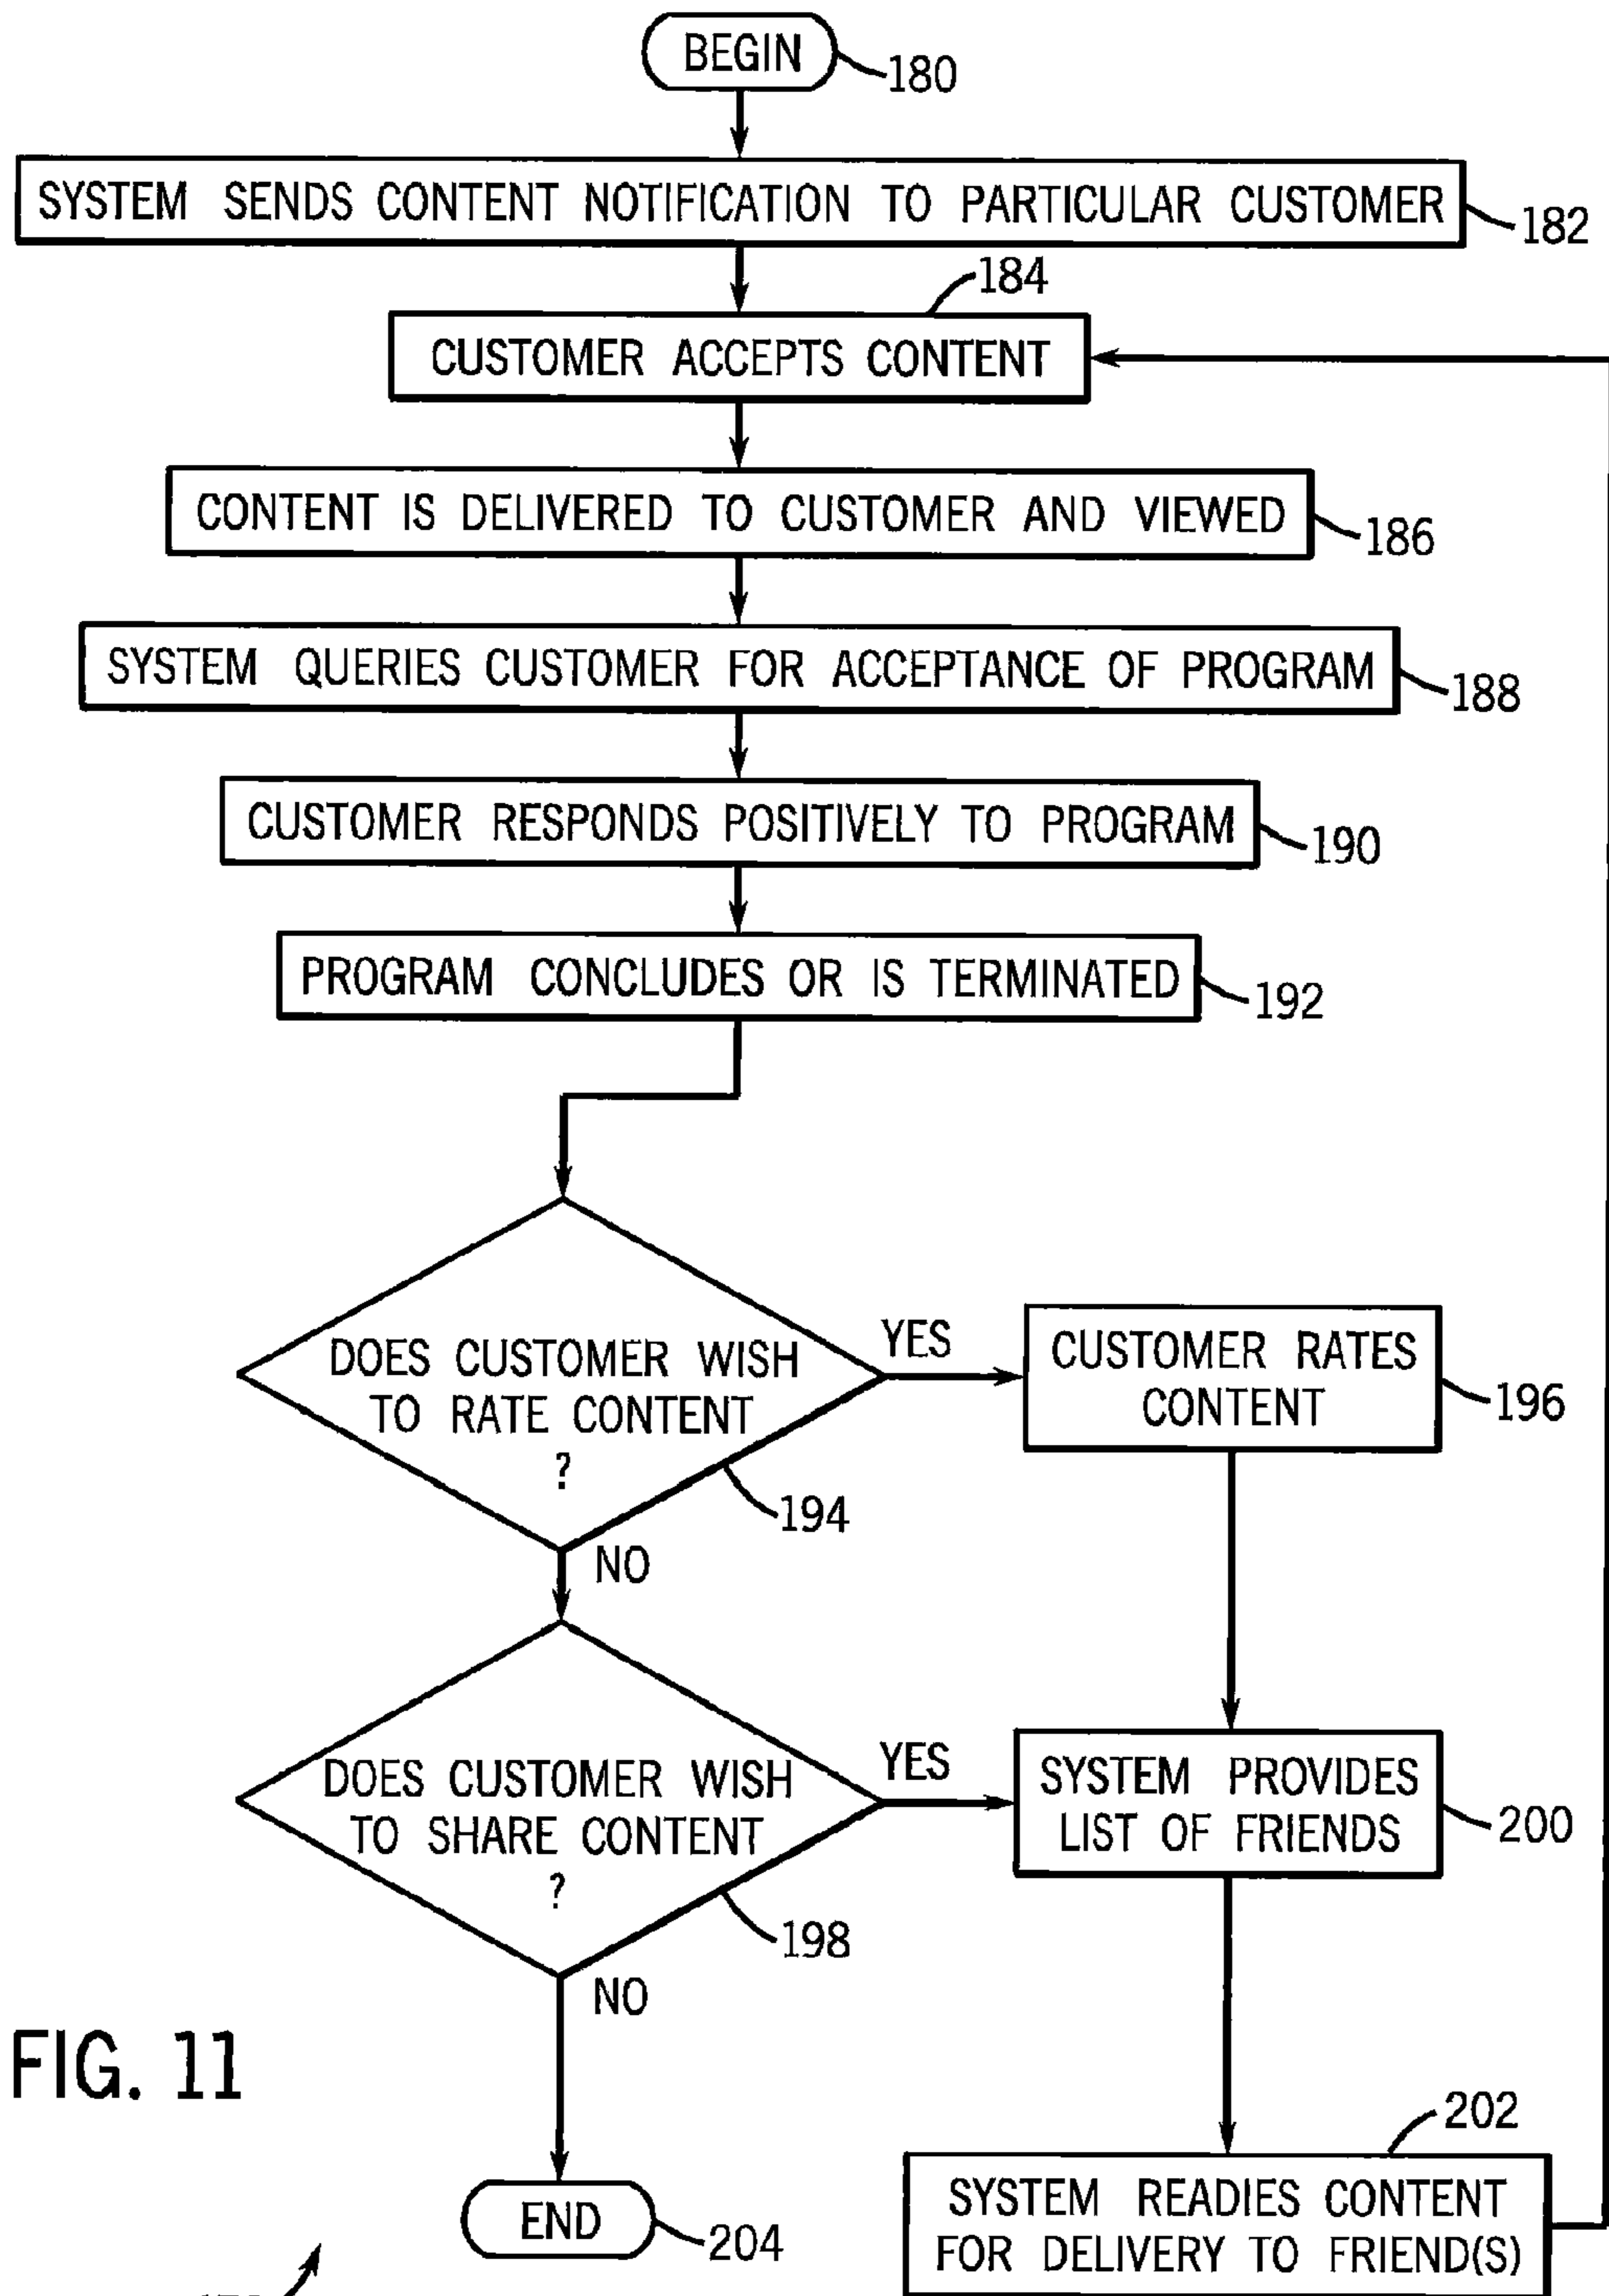 BEGIN
180
SYSTEM SENDS CONTENT NOTIFICATION TO PARTICULAR CUSTOMER
182
184
CUSTOMER ACCEPTS CONTENT
CONTENT IS DELIVERED TO CUSTOMER AND VIEWED
186
SYSTEM QUERIES CUSTOMER FOR ACCEPTANCE OF PROGRAM
188
CUSTOMER RESPONDS POSITIVELY TO PROGRAM
190
PROGRAM CONCLUDES OR IS TERMINATED
192
DOES CUSTOMER WISH
TO RATE CONTENT
?
194
YES
CUSTOMER RATES
CONTENT
196
NO
DOES CUSTOMER WISH
TO SHARE CONTENT
?
198
YES
SYSTEM PROVIDES
LIST OF FRIENDS
200
NO
FIG. 11
202
SYSTEM READIES CONTENT
FOR DELIVERY TO FRIEND(S)
END
204